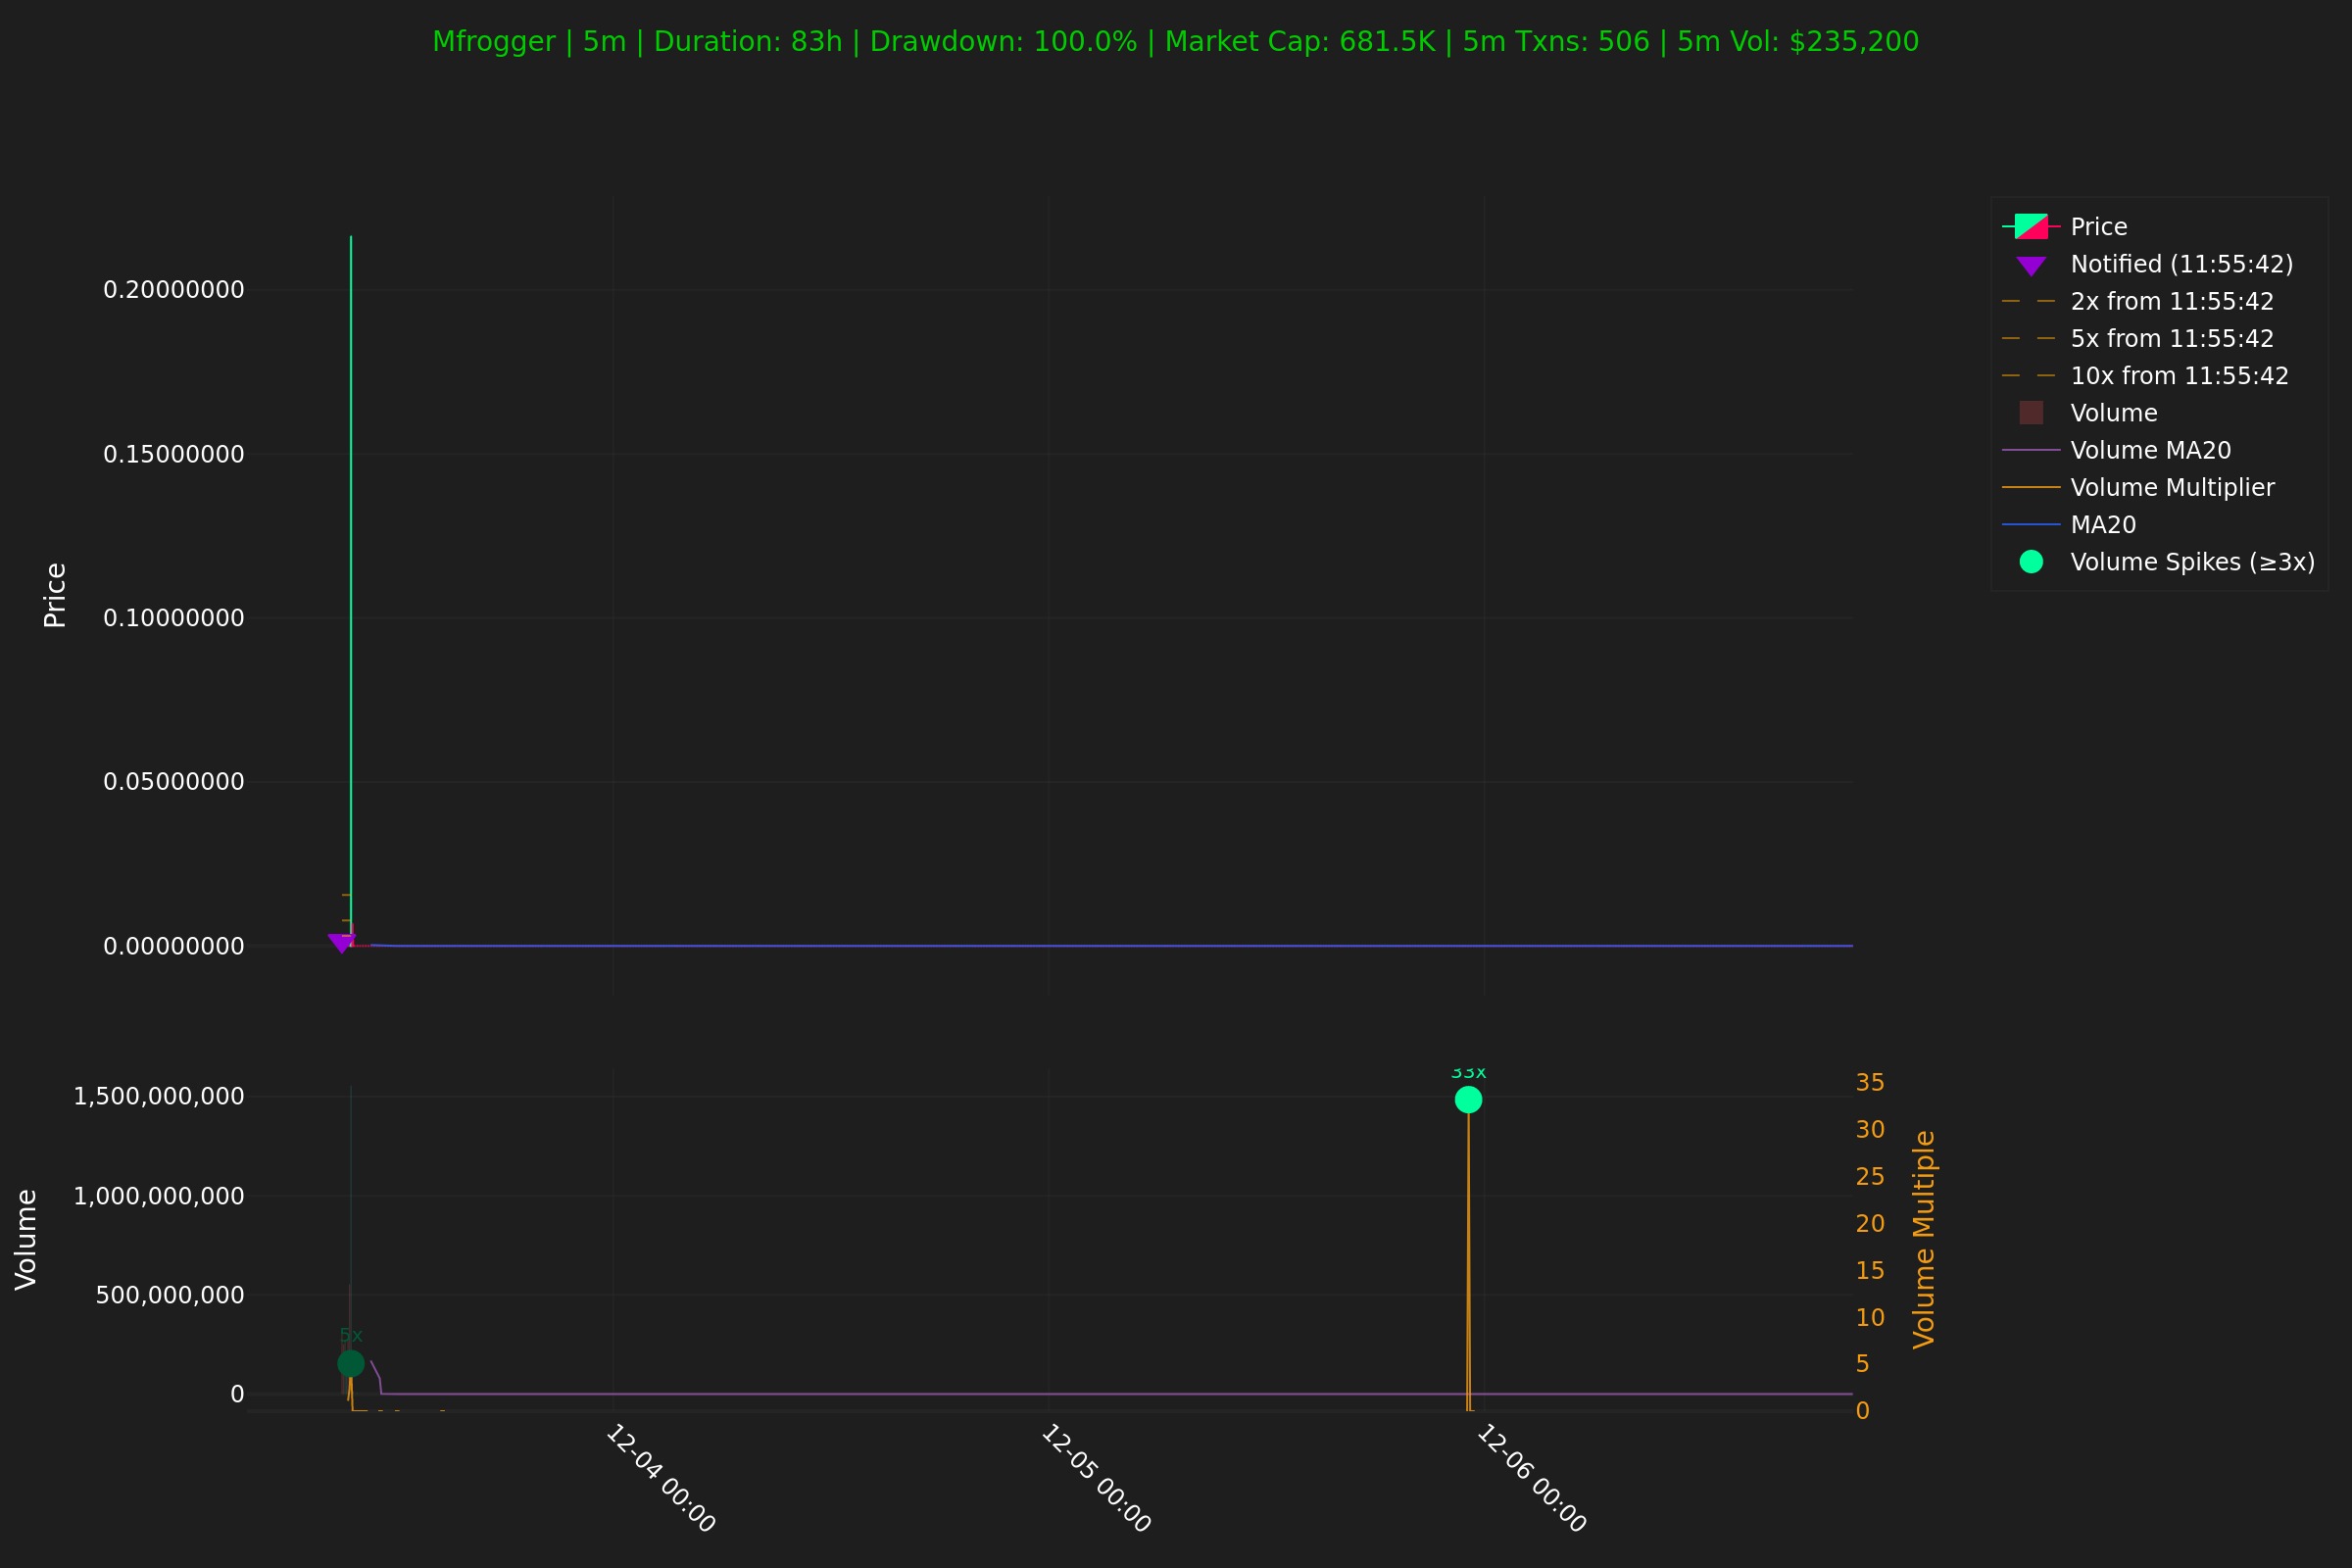 Mfrogger | 5m | Duration: 83h | Drawdown: 100.0% | Market Cap: 681.5K | 5m Txns: 506 | 5m Vol: $235,200
Price
0.20000000
0.15000000
0.10000000
0.05000000
0.00000000
Price
Notified (11:55:42)
2x from 11:55:42
5x from 11:55:42
10x from 11:55:42
Volume
Volume MA20
Volume Multiplier
MA20
Volume Spikes (≥3x)
Volume
1,500,000,000
1,000,000,000
500,000,000
0
5x
33x
35
30
25
20
15
10
5
0
Volume Multiple
12-04 00:00
12-05 00:00
12-06 00:00